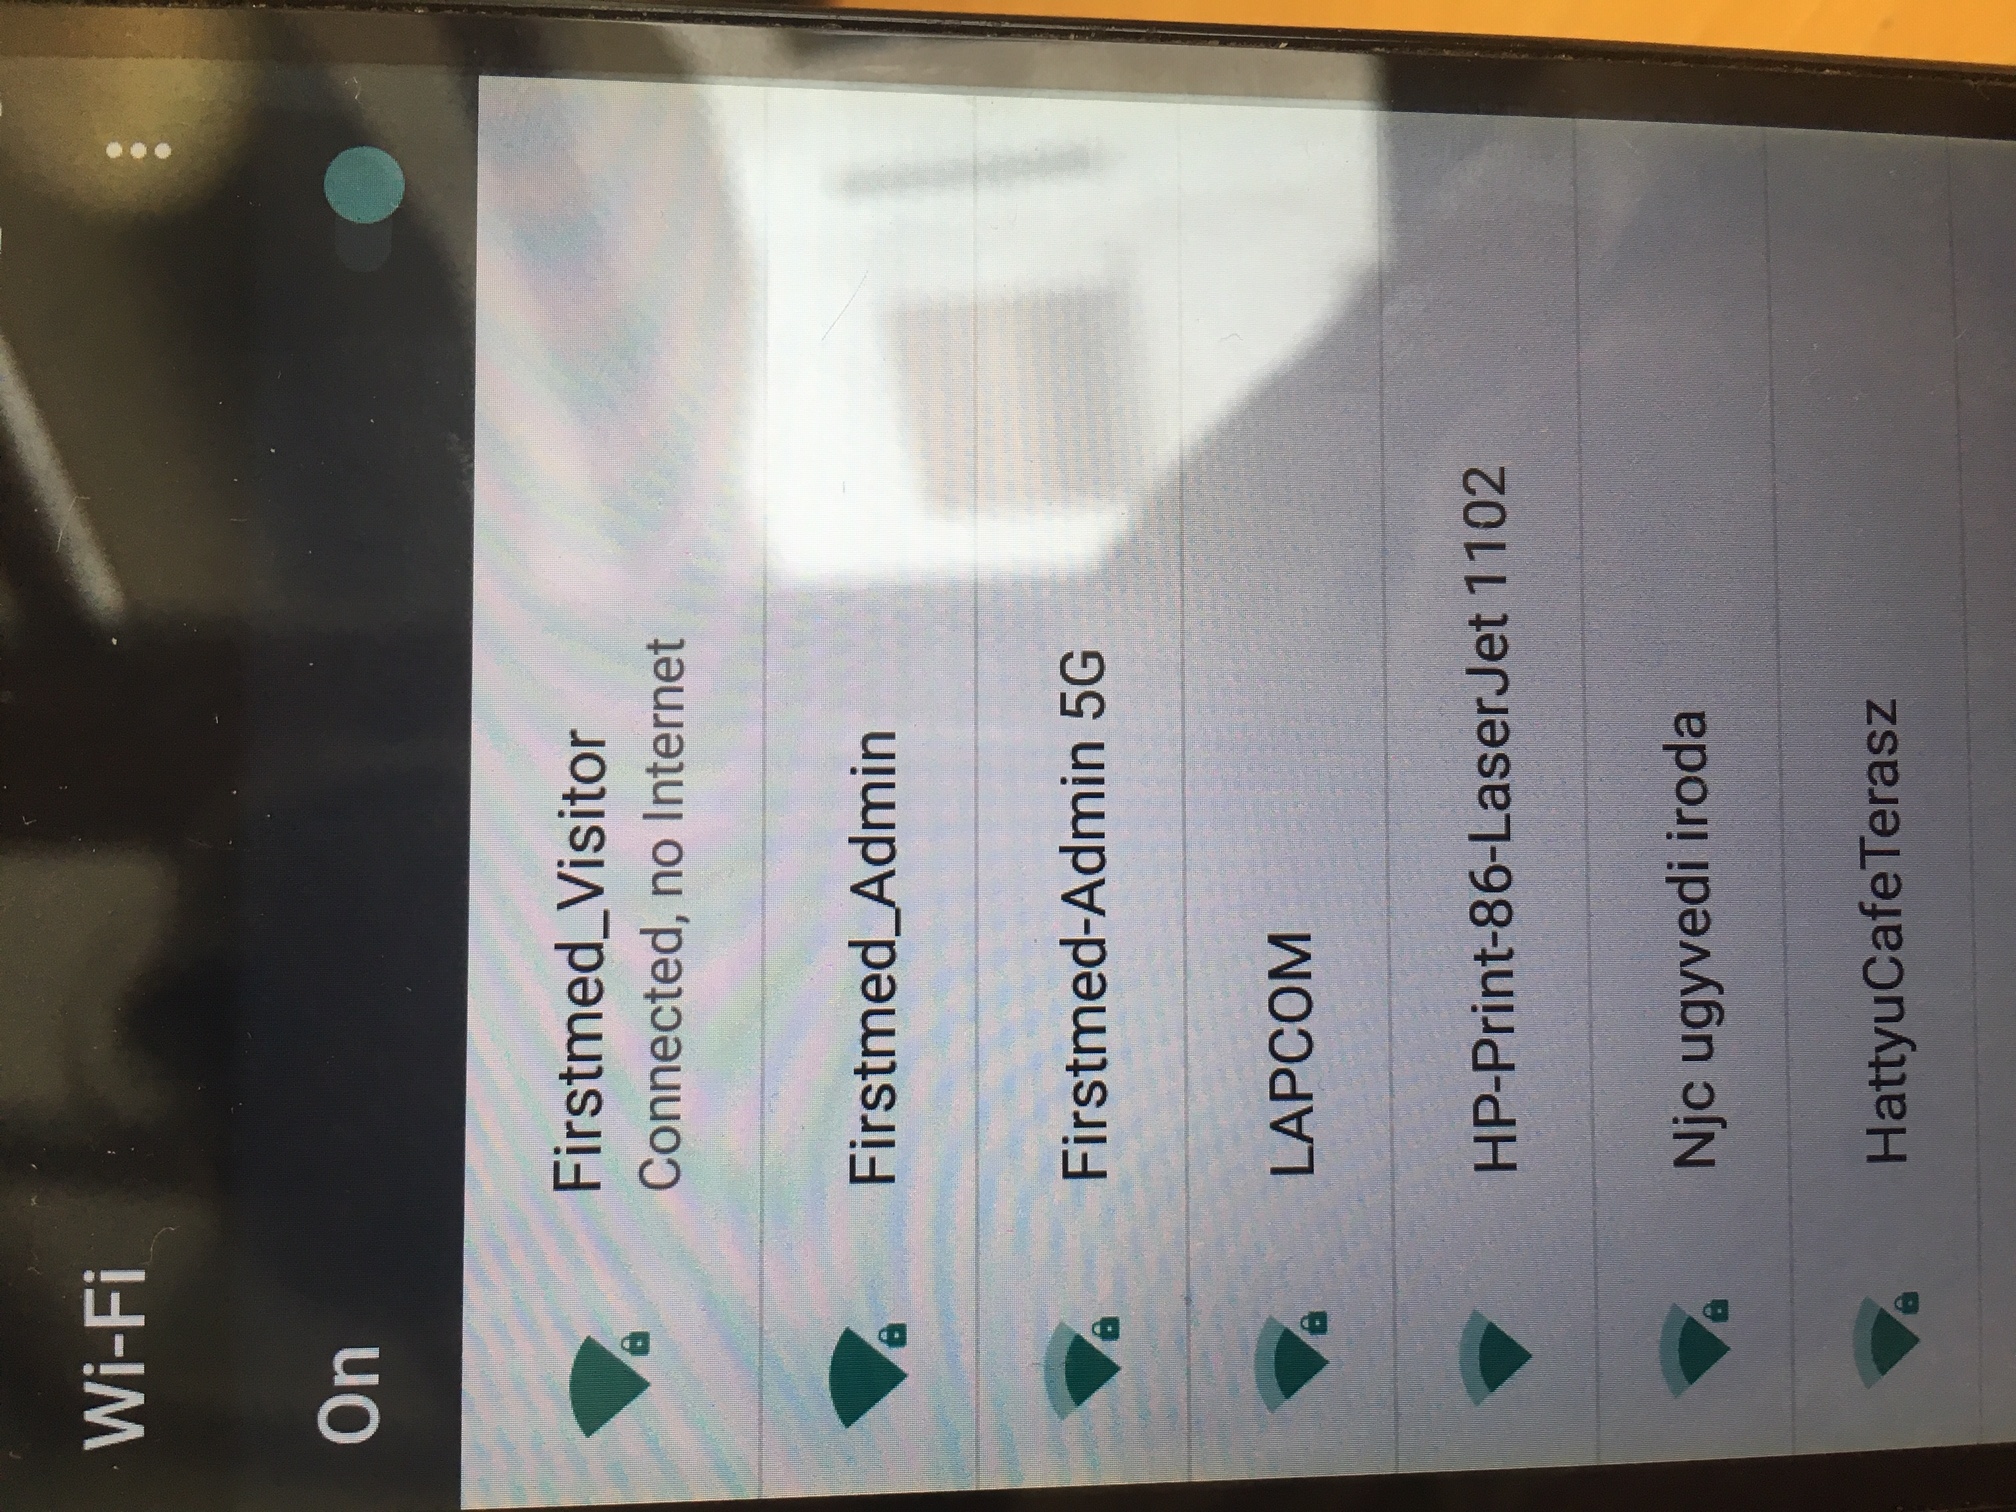 Wi-Fi
On
Firstmed_Visitor
Connected, no Internet
Firstmed_Admin
Firstmed-Admin 5G
LAPCOM
HP-Print-86-LaserJet 1102
Njc ugyvedi iroda
HattyuCafeTerasz